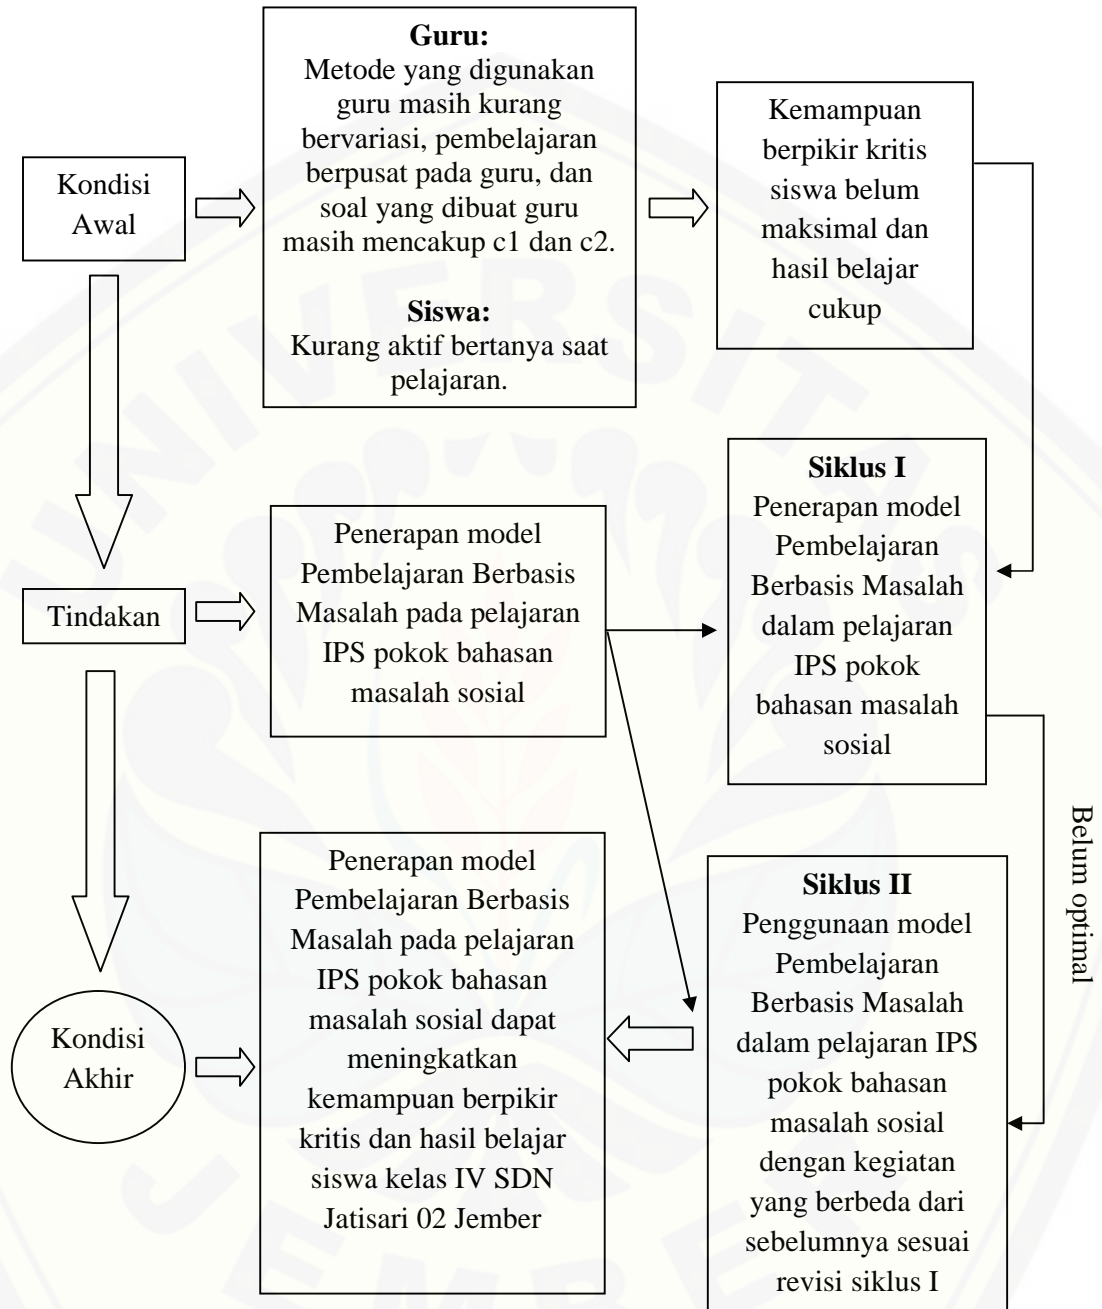 Guru:
Metode yang digunakan
guru masih kurang
bervariasi, pembelajaran
berpusat pada guru, dan
soal yang dibuat guru
masih mencakup c1 dan c2.
Siswa:
Kurang aktif bertanya saat
pelajaran.
Kondisi
Awal
Kemampuan
berpikir kritis
siswa belum
maksimal dan
hasil belajar
cukup
Tindakan
Penerapan model
Pembelajaran Berbasis
Masalah pada pelajaran
IPS pokok bahasan
masalah sosial
Siklus I
Penerapan model
Pembelajaran
Berbasis Masalah
dalam pelajaran
IPS pokok
bahasan masalah
sosial
Belum optimal
Kondisi
Akhir
Penerapan model
Pembelajaran Berbasis
Masalah pada pelajaran
IPS pokok bahasan
masalah sosial dapat
meningkatkan
kemampuan berpikir
kritis dan hasil belajar
siswa kelas IV SDN
Jatisari 02 Jember
Siklus II
Penggunaan model
Pembelajaran
Berbasis Masalah
dalam pelajaran IPS
pokok bahasan
masalah sosial
dengan kegiatan
yang berbeda dari
sebelumnya sesuai
revisi siklus I
UNIVERSITAS
JEMBER